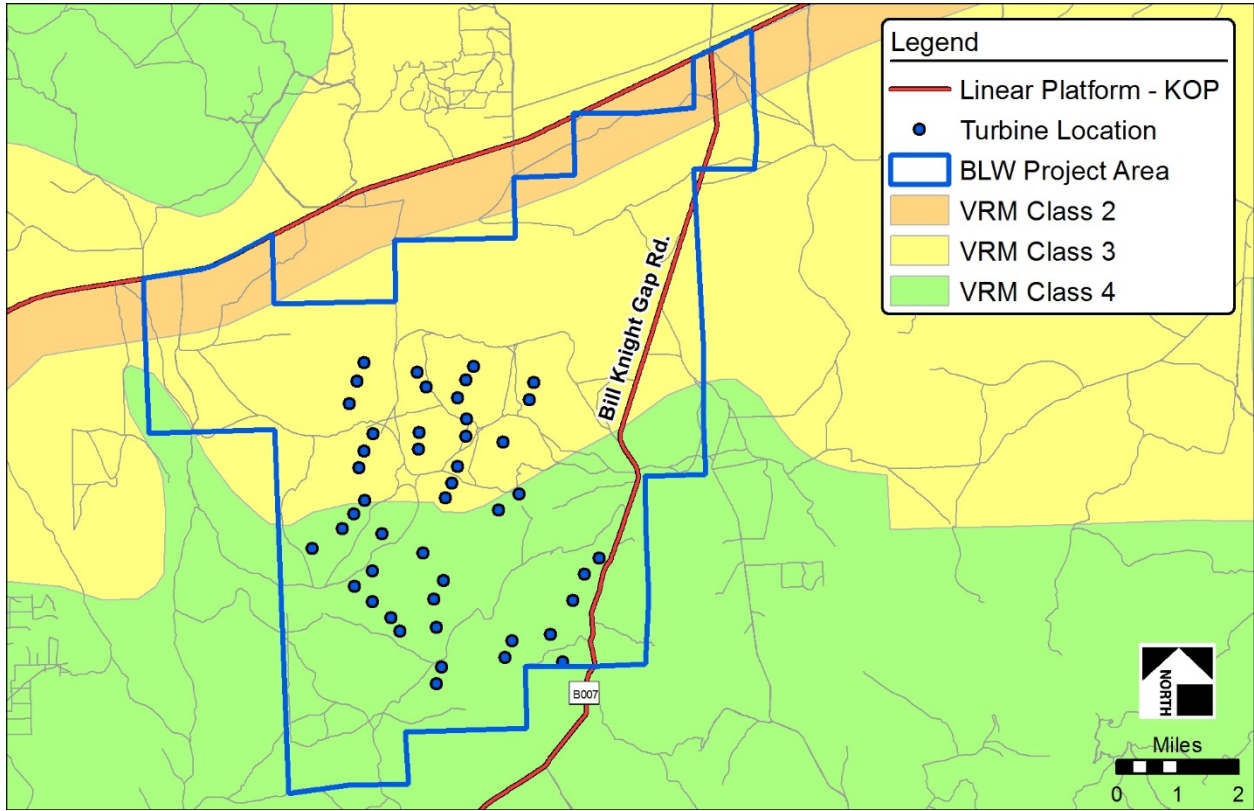 Legend
Linear Platform - KOP
Turbine Location
BLW Project Area
VRM Class 2
VRM Class 3
VRM Class 4
Bill Knight Gap Rd.
B007
NORTH
Miles
0 1 2